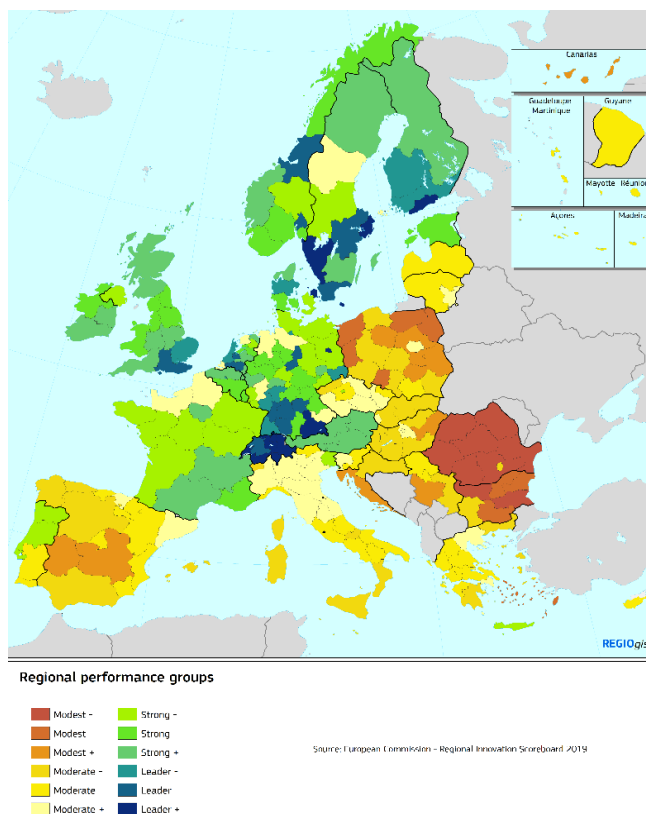 Canarias
Guadeloupe
Martinique
Guyane
Mayotte
Réunion
Açores
Madeira
REGIOgis
Regional performance groups
Modest -
Modest
Modest +
Moderate -
Moderate
Moderate +
Strong -
Strong
Strong +
Leader -
Leader
Leader +
Source: European Commission - Regional Innovation Scoreboard 2019